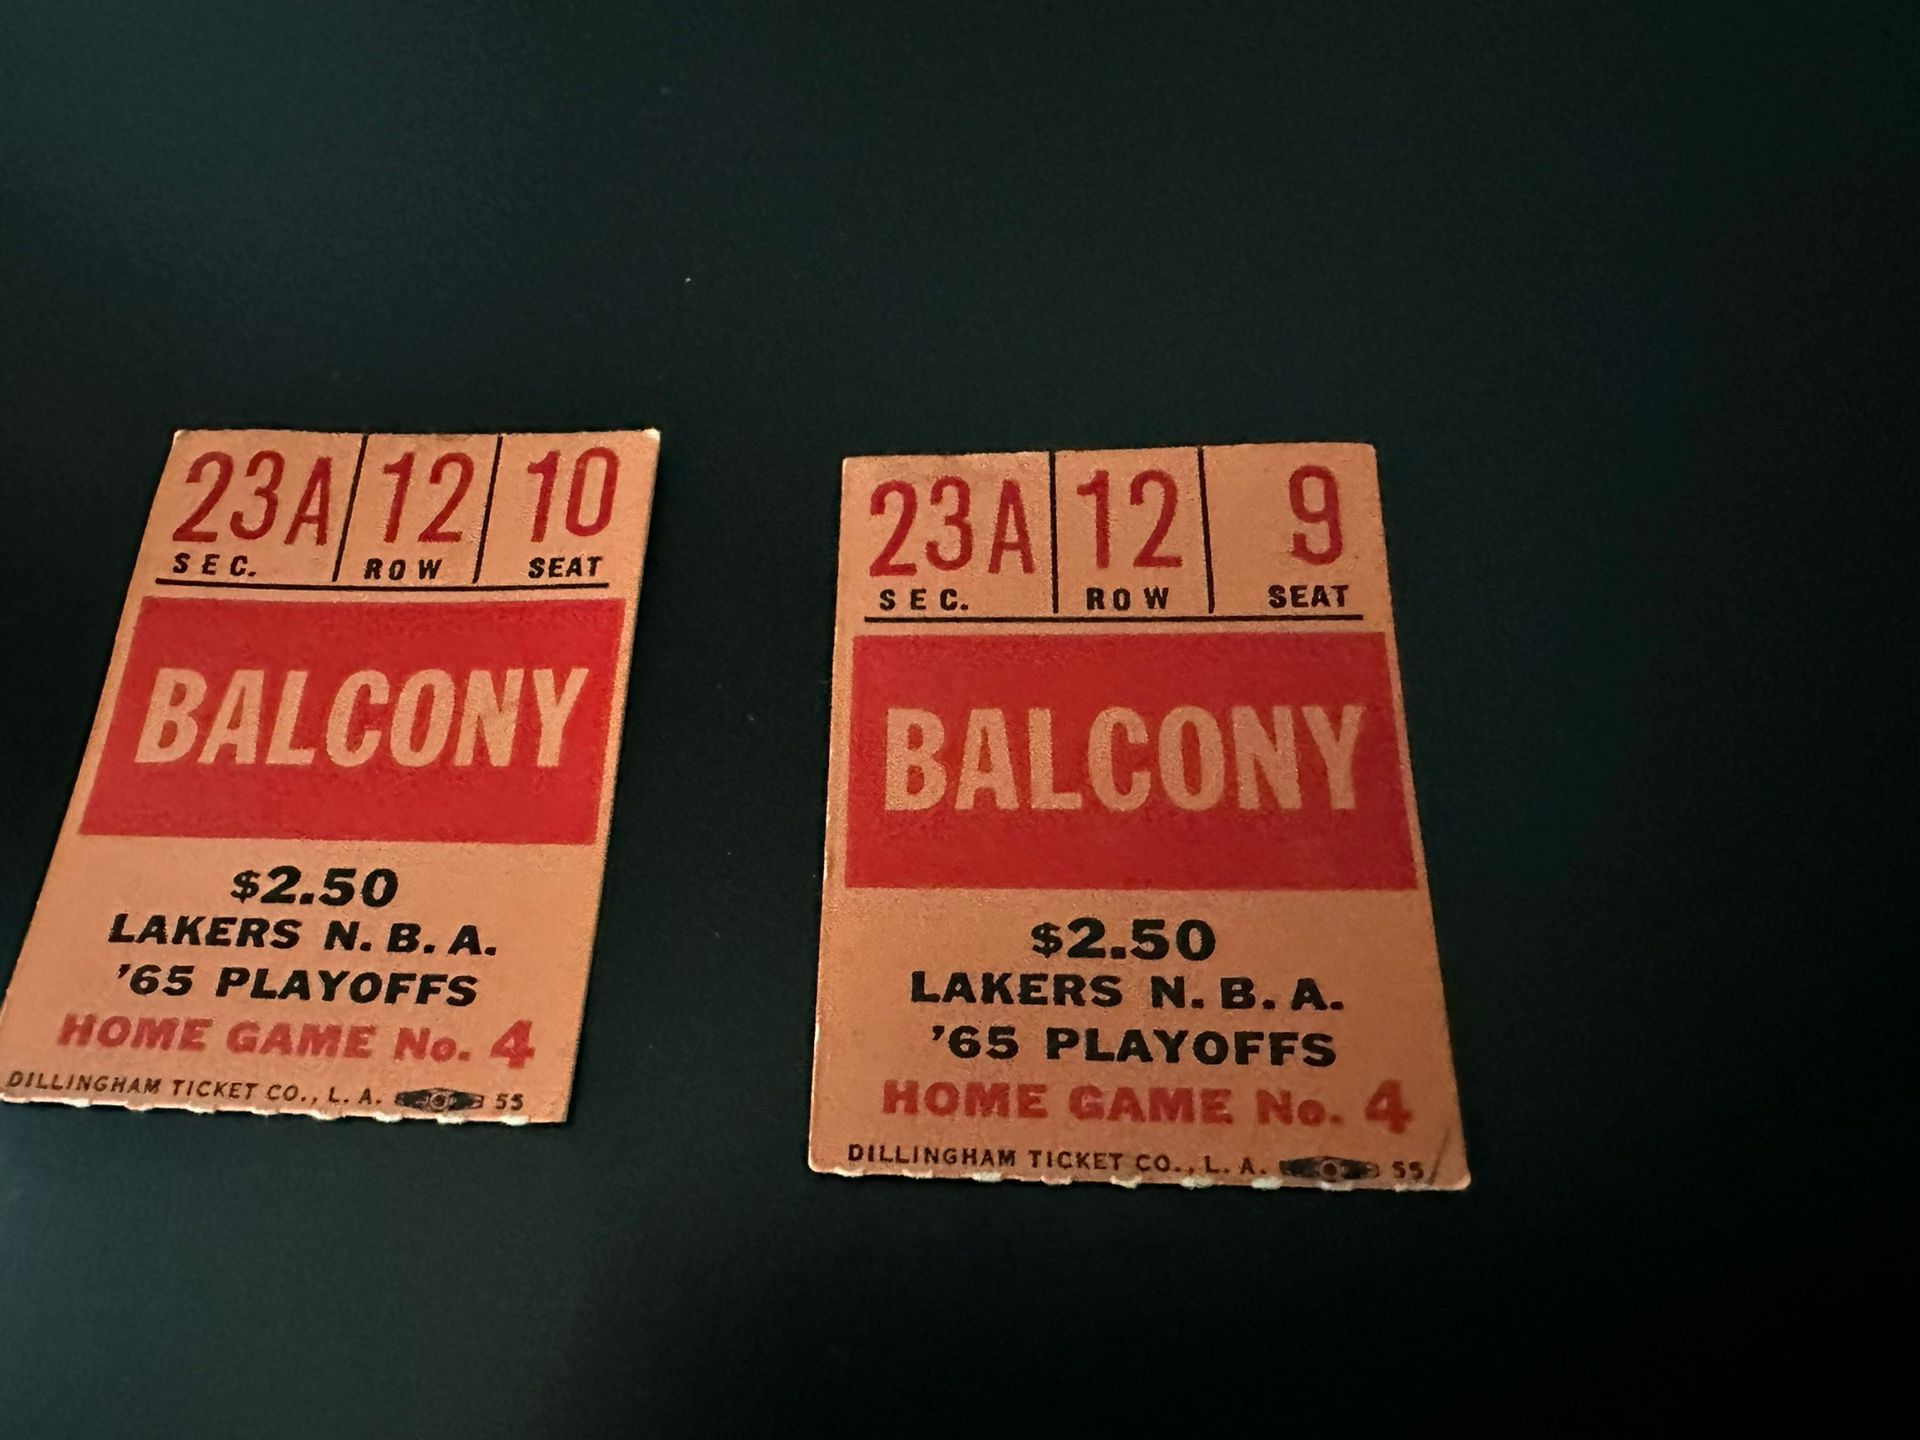 23A 12 10
SEC. ROW SEAT
BALCONY
$2.50
LAKERS N.B.A.
'65 PLAYOFFS
HOME GAME No. 4
DILLINGHAM TICKET CO., L. A. 55
23A 12 9
SEC. ROW SEAT
BALCONY
$2.50
LAKERS N.B.A.
'65 PLAYOFFS
HOME GAME No. 4
DILLINGHAM TICKET CO., L. A. 55